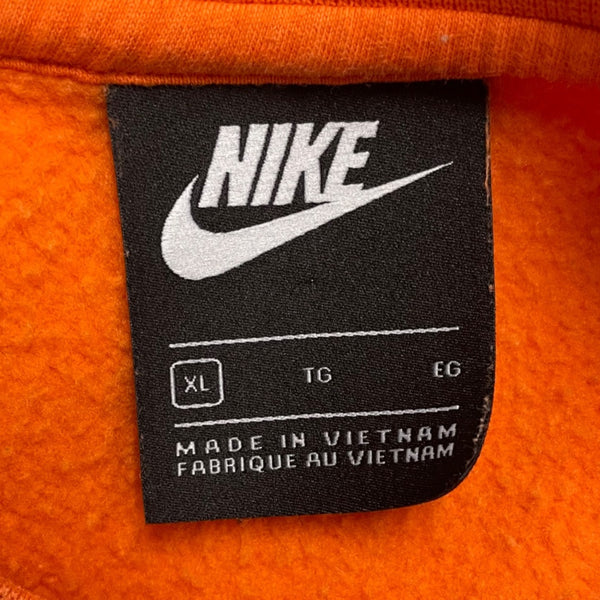 NIKE
XL TG EG
MADE IN VIETNAM
FABRIQUE AU VIETNAM